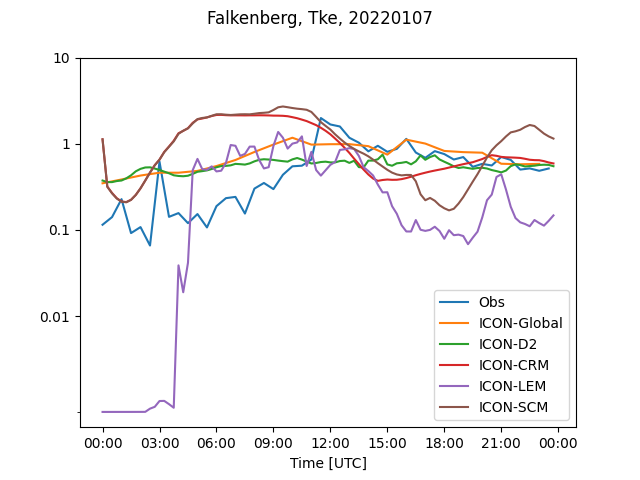 Falkenberg, Tke, 20220107
10
1
0.1
0.01
Obs
ICON-Global
ICON-D2
ICON-CRM
ICON-LEM
ICON-SCM
00:00 03:00 06:00 09:00 12:00 15:00 18:00 21:00 00:00
Time [UTC]